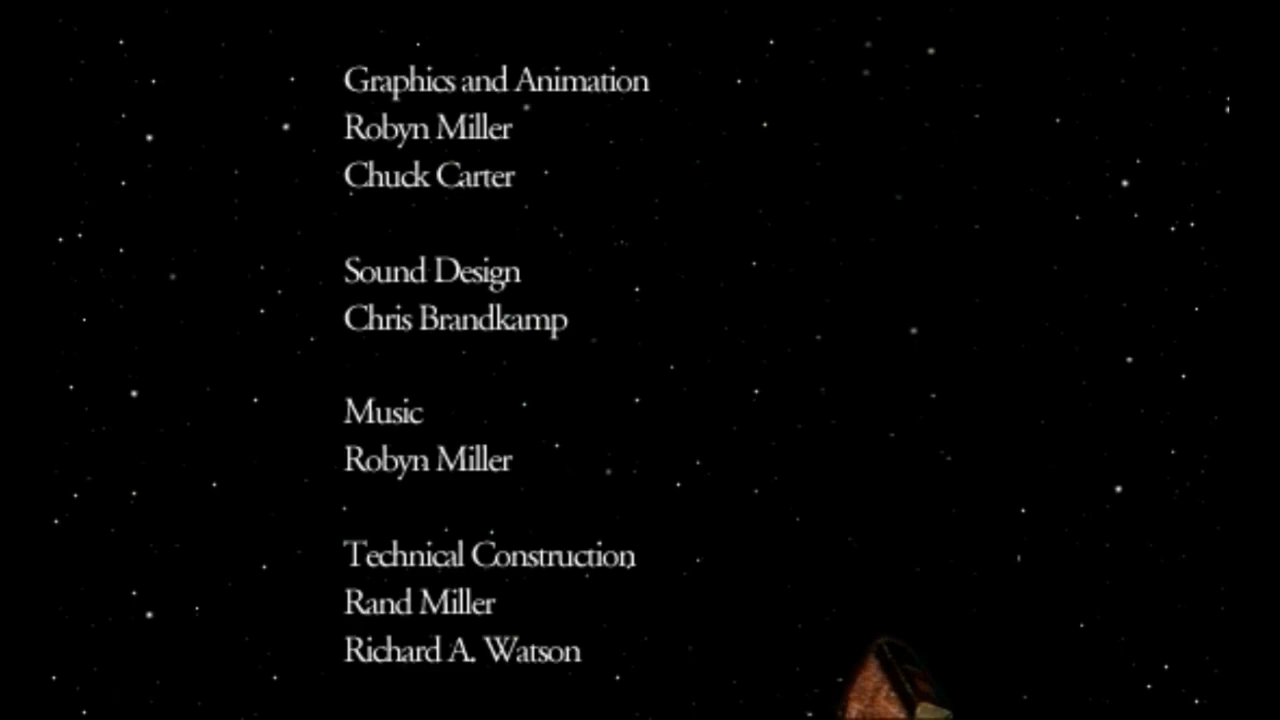 Graphics and Animation
Robyn Miller
Chuck Carter
Sound Design
Chris Brandkamp
Music
Robyn Miller
Technical Construction
Rand Miller
Richard A. Watson